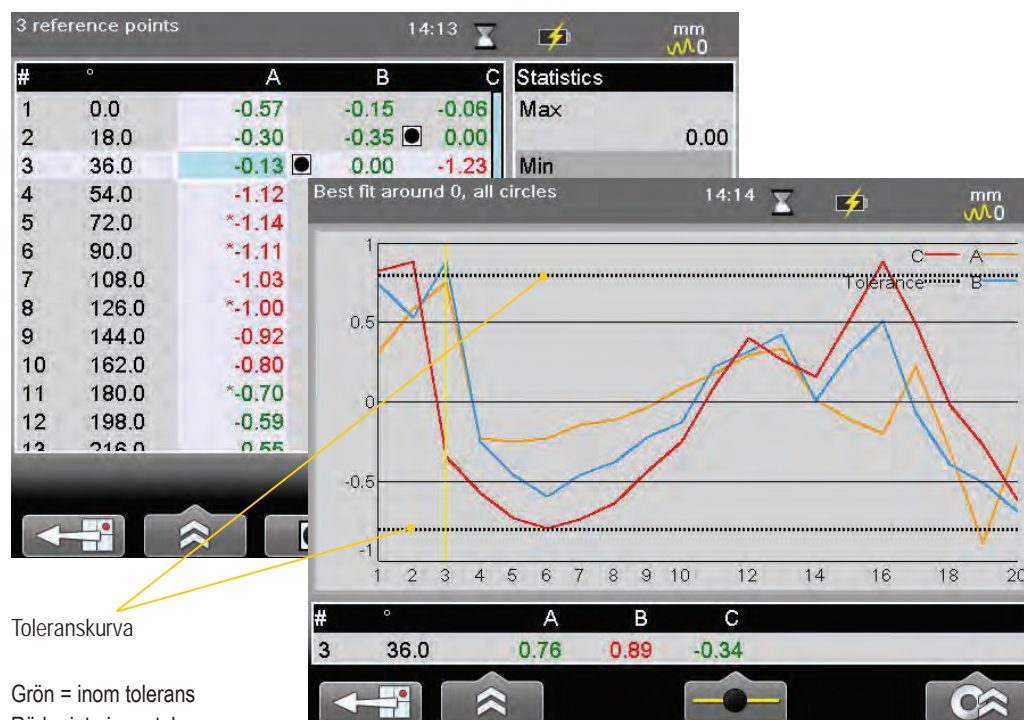 3 reference points 14:13 mm
0
# ° A B C Statistics
1 0.0 -0.57 -0.15 -0.06 Max
2 18.0 -0.30 -0.35 0.00 0.00
3 36.0 -0.13 0.00 -1.23 Min
4 54.0 -1.12
5 72.0 *-1.14
6 90.0 *-1.11
7 108.0 -1.03
8 126.0 *-1.00
9 144.0 -0.92
10 162.0 -0.80
11 180.0 *-0.70
12 198.0 -0.59
13 216.0 0.55
Best fit around 0, all circles 14:14 mm
0
1
C A
Tolerance B
0.5
0
-0.5
-1
1 2 3 4 5 6 7 8 9 10 12 14 16 18 20
# ° A B C
3 36.0 0.76 0.89 -0.34
Toleranskurva
Grön = inom tolerans